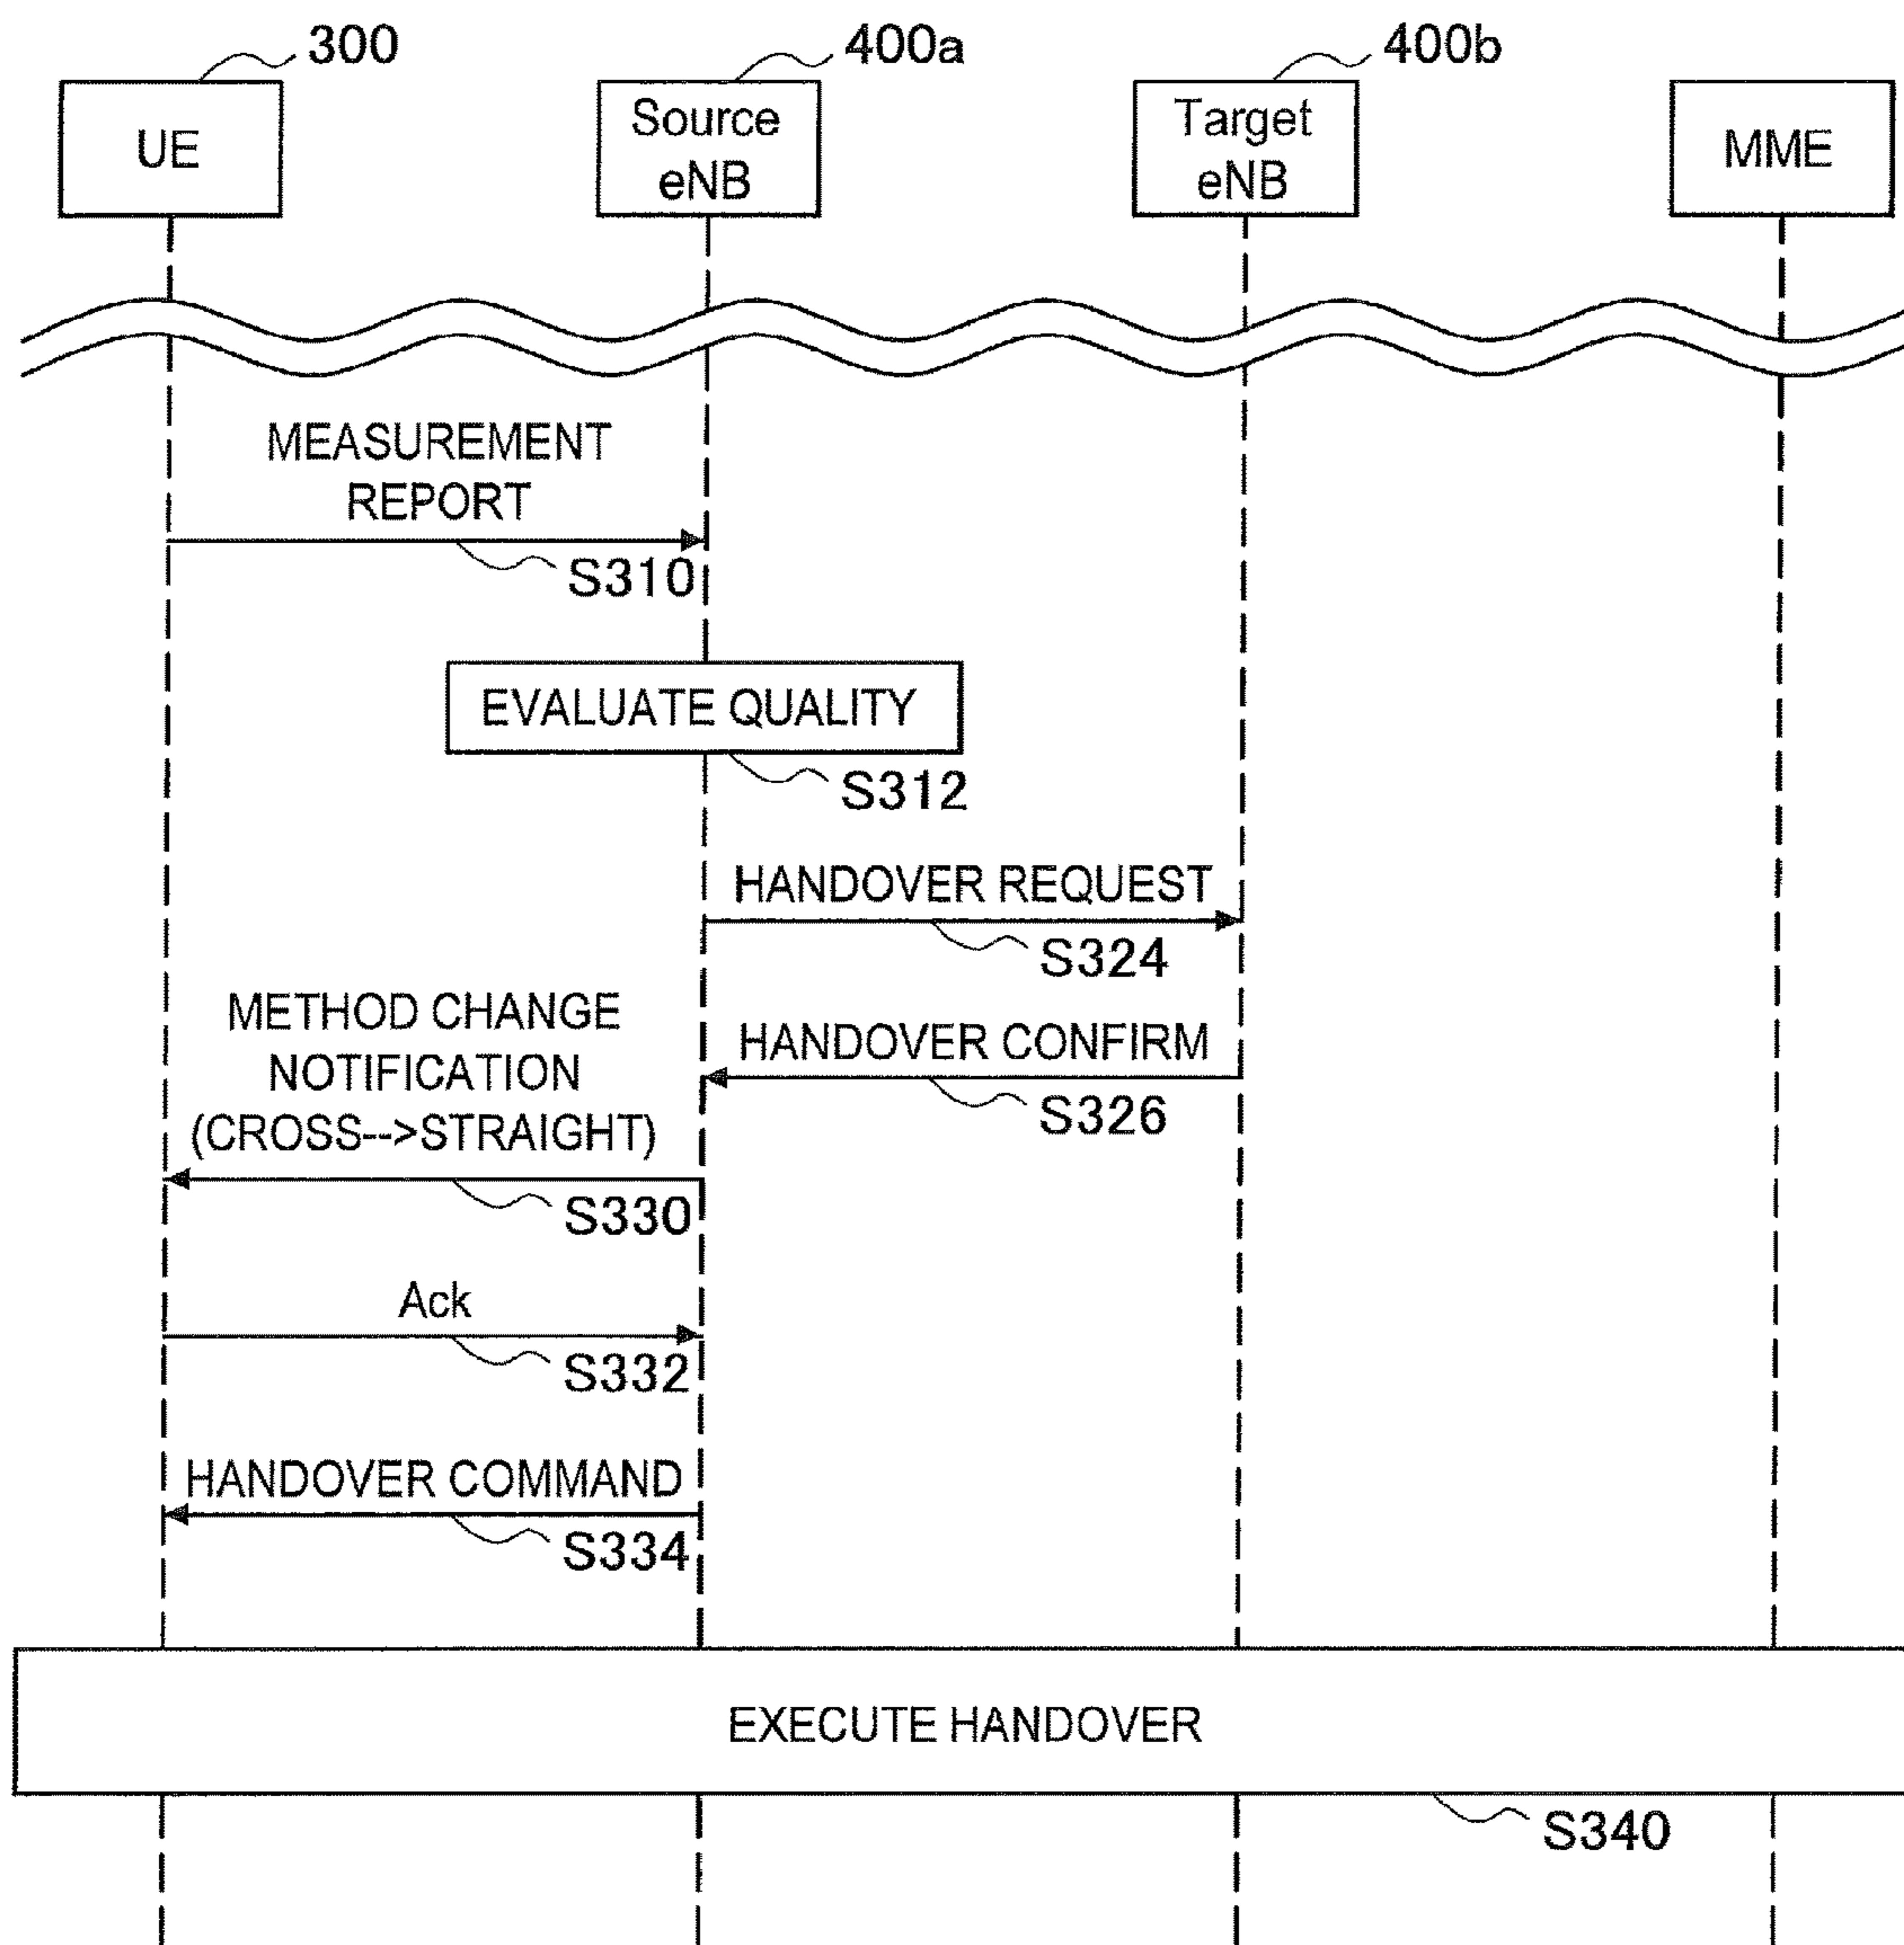 300
400a
400b
UE
Source
eNB
Target
eNB
MME
MEASUREMENT
REPORT
S310
EVALUATE QUALITY
S312
HANDOVER REQUEST
S324
METHOD CHANGE
NOTIFICATION
(CROSS-->STRAIGHT)
HANDOVER CONFIRM
S326
S330
Ack
S332
HANDOVER COMMAND
S334
EXECUTE HANDOVER
S340